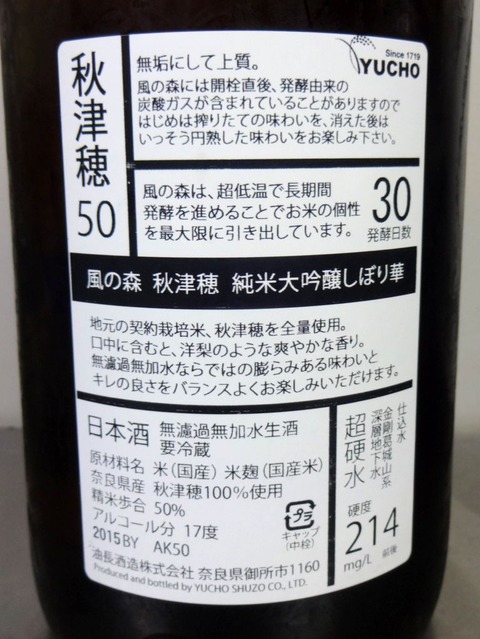 秋津穂
50
無垢にして上質。
Since 1719
YUCHO
風の森には開栓直後、発酵由来の
炭酸ガスが含まれていることがありますので
はじめは搾りたての味わいを、消えた後は
いっそう円熟した味わいをお楽しみ下さい。
風の森は、超低温で長期間
発酵を進めることでお米の個性
を最大限に引き出しています。
30
発酵日数
風の森 秋津穂 純米大吟醸しぼり華
地元の契約栽培米、秋津穂を全量使用。
口中に含むと、洋梨のような爽やかな香り。
無濾過無加水ならではの膨らみある味わいと
キレの良さをバランスよくお楽しみいただけます。
日本酒 無濾過無加水生酒
要冷蔵
原材料名 米(国産) 米麹(国産米)
奈良県産 秋津穂100%使用
精米歩合 50%
アルコール分 17度
2015BY AK50
プラ
キャップ
(中栓)
仕込水
金剛葛城山系
深層地下水
超硬水
硬度
214
mg/L 前後
油長酒造株式会社 奈良県御所市1160
Produced and bottled by YUCHO SHUZO CO., LTD.